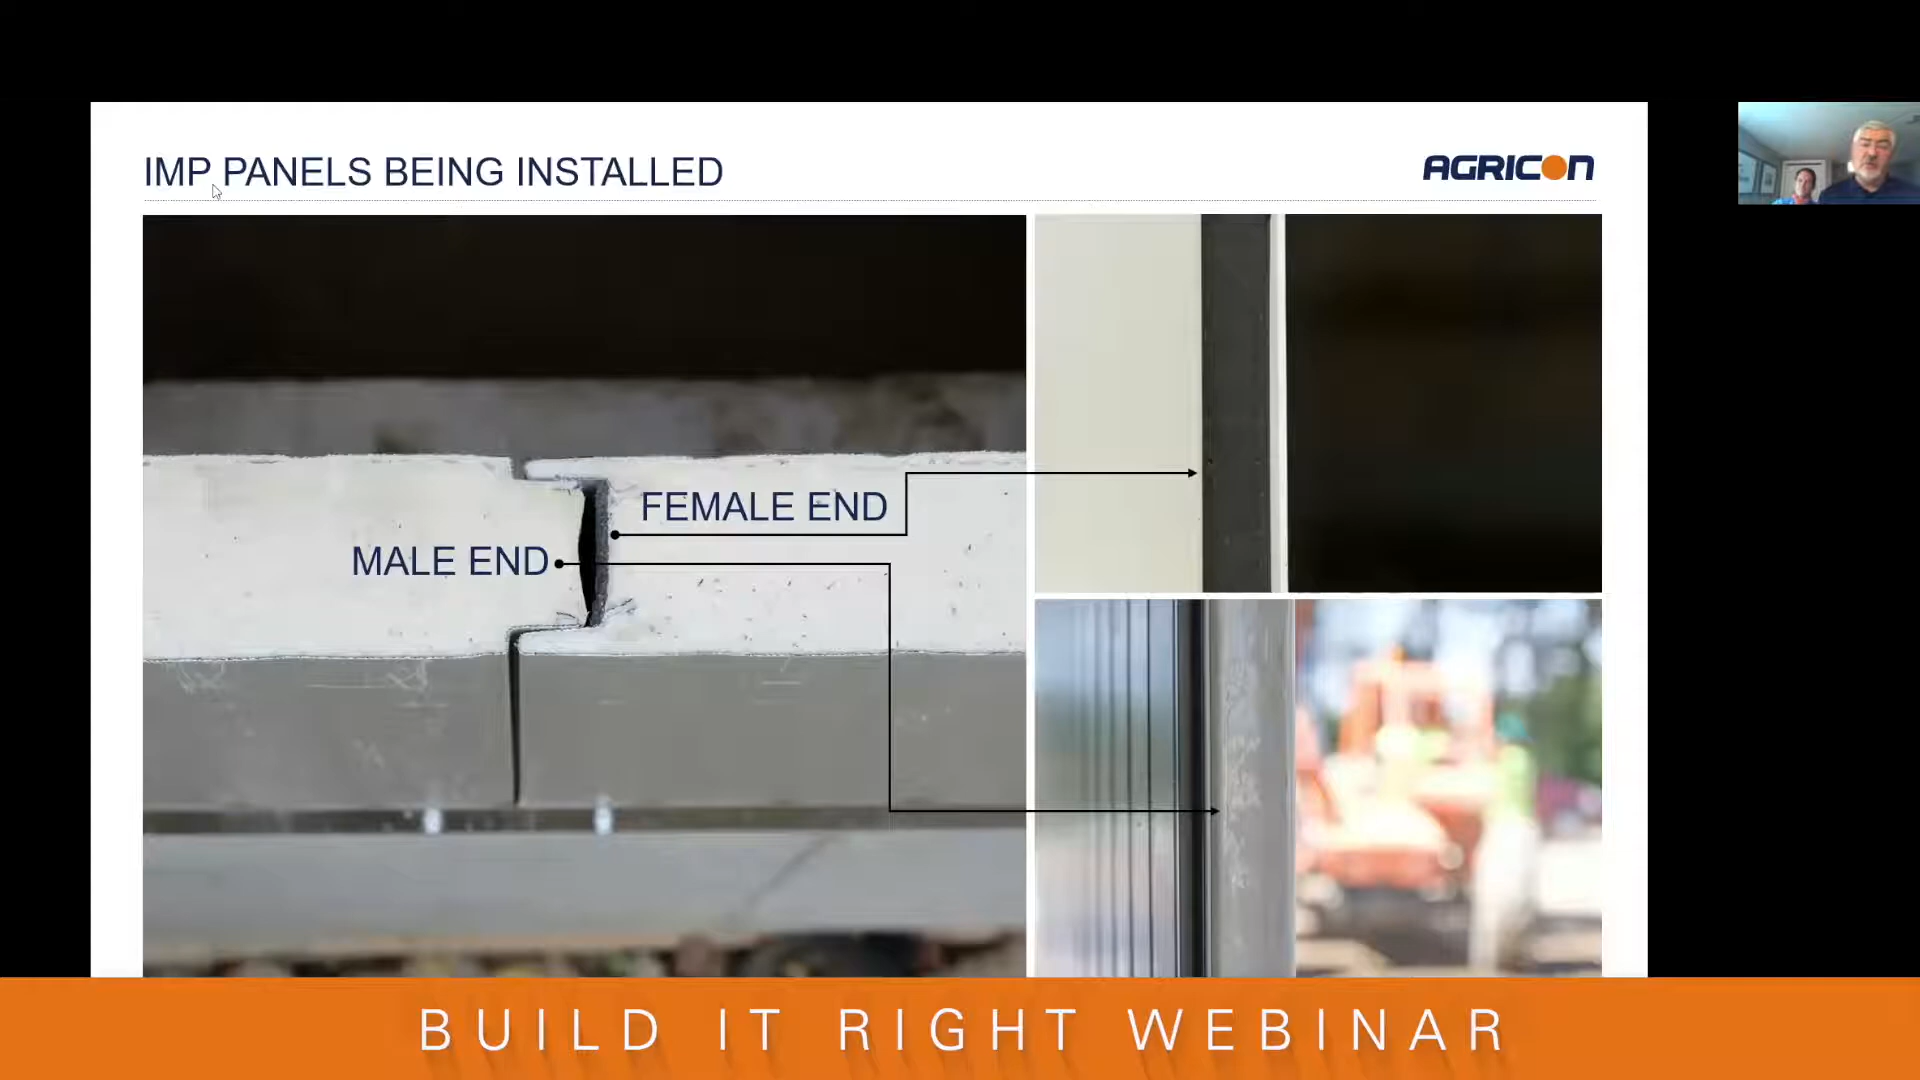 IMP PANELS BEING INSTALLED
AGRICON
FEMALE END
MALE END
BUILD IT RIGHT WEBINAR